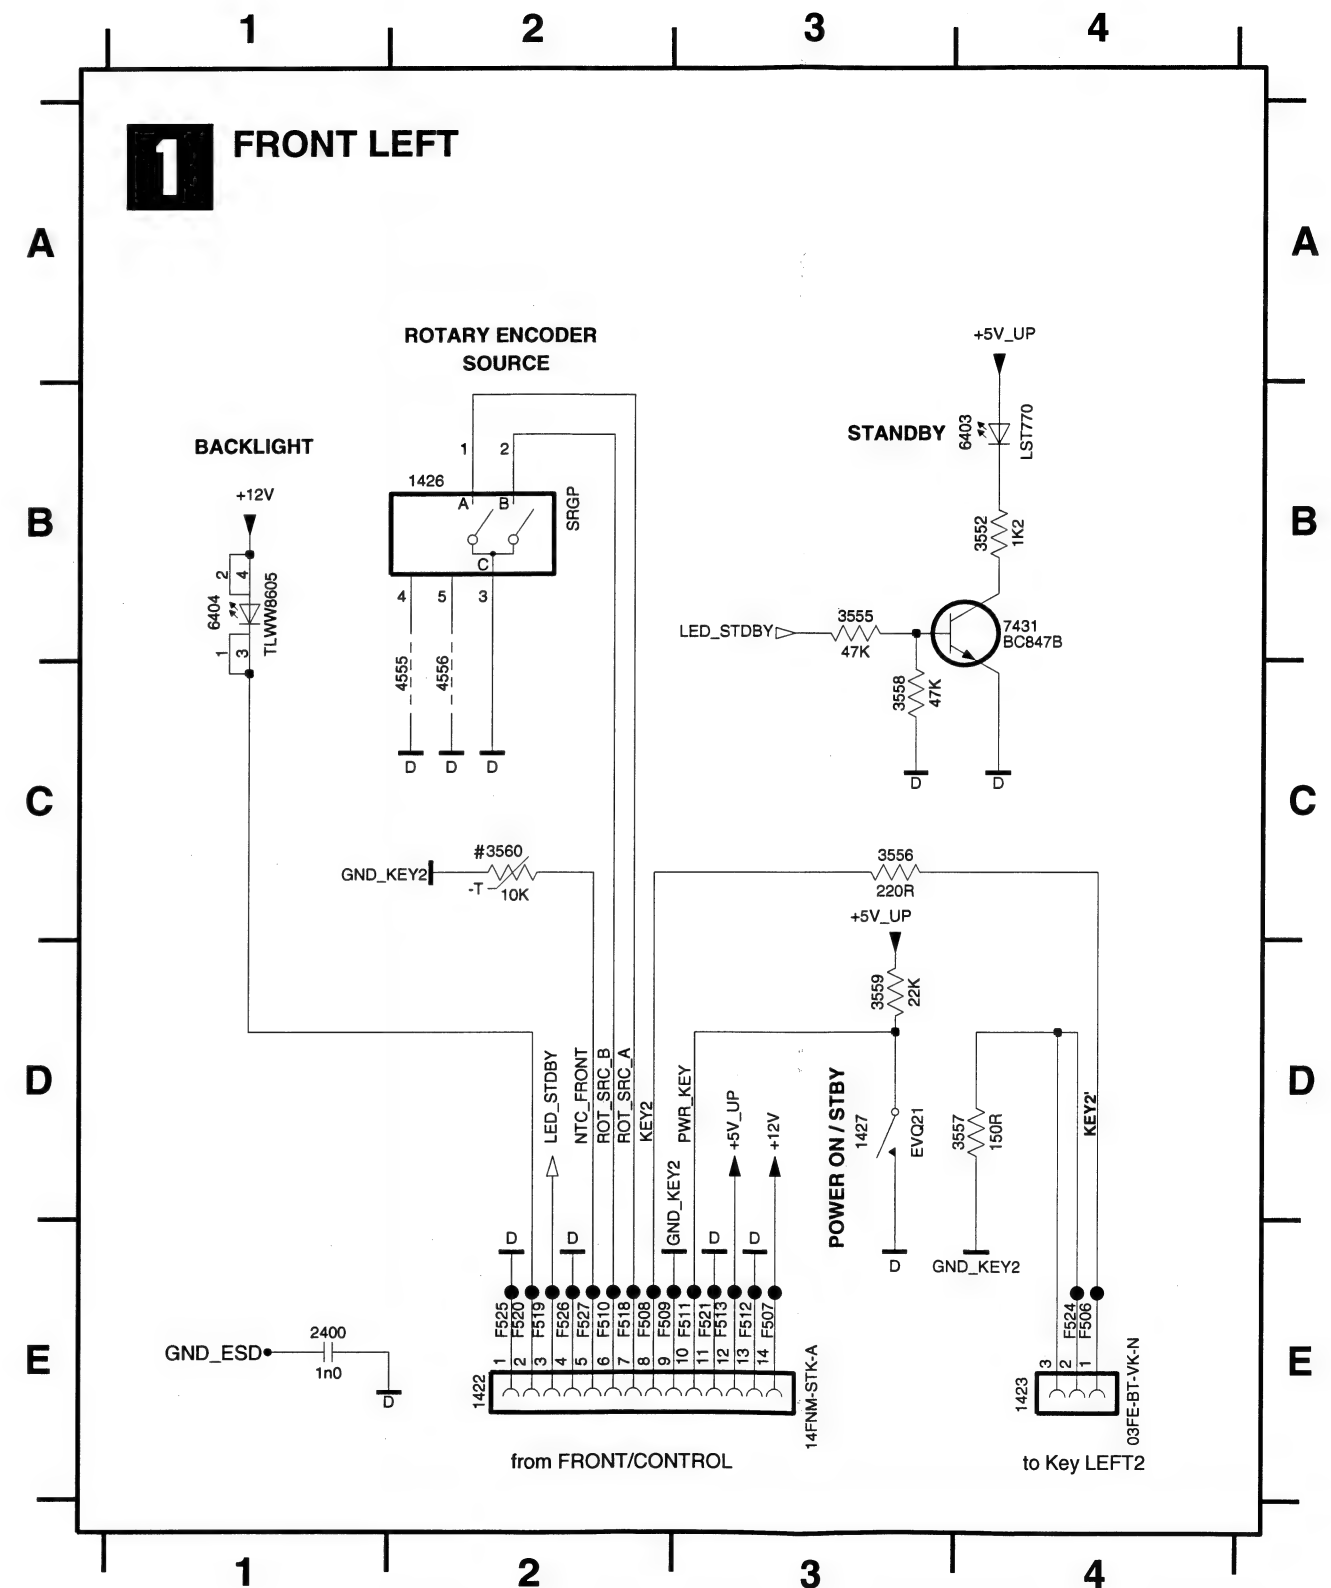 1 2 3 4
1 FRONT LEFT
A A
ROTARY ENCODER
SOURCE
+5V_UP
STANDBY
6403
LST770
BACKLIGHT
+12V
1 2
1426
A B
C
SRGP
B B
3552
1K2
2 4
6404
TLWW8605
1 3
4 5 3
4555
4556
LED_STDBY
3555
47K
7431
BC847B
3558
47K
D D D
D D
C C
GND_KEY2
#3560
-T
10K
3556
220R
+5V_UP
3559
22K
D D
LED_STDBY
NTC_FRONT
ROT_SRC_B
ROT_SRC_A
KEY2
GND_KEY2
PWR_KEY
+5V_UP
+12V
POWER ON / STBY
1427
EVQ21
3557
150R
KEY2'
D D D D
D
GND_KEY2
F525 F520 F519 F526 F527 F510 F518 F508 F509 F511 F521 F513 F512 F507
F524 F506
1 2 3 4 5 6 7 8 9 10 11 12 13 14
3 2 1
GND_ESD
2400
1n0
D
E E
1422
14FNM-STK-A
1423
03FE-BT-VK-N
from FRONT/CONTROL
to Key LEFT2
1 2 3 4